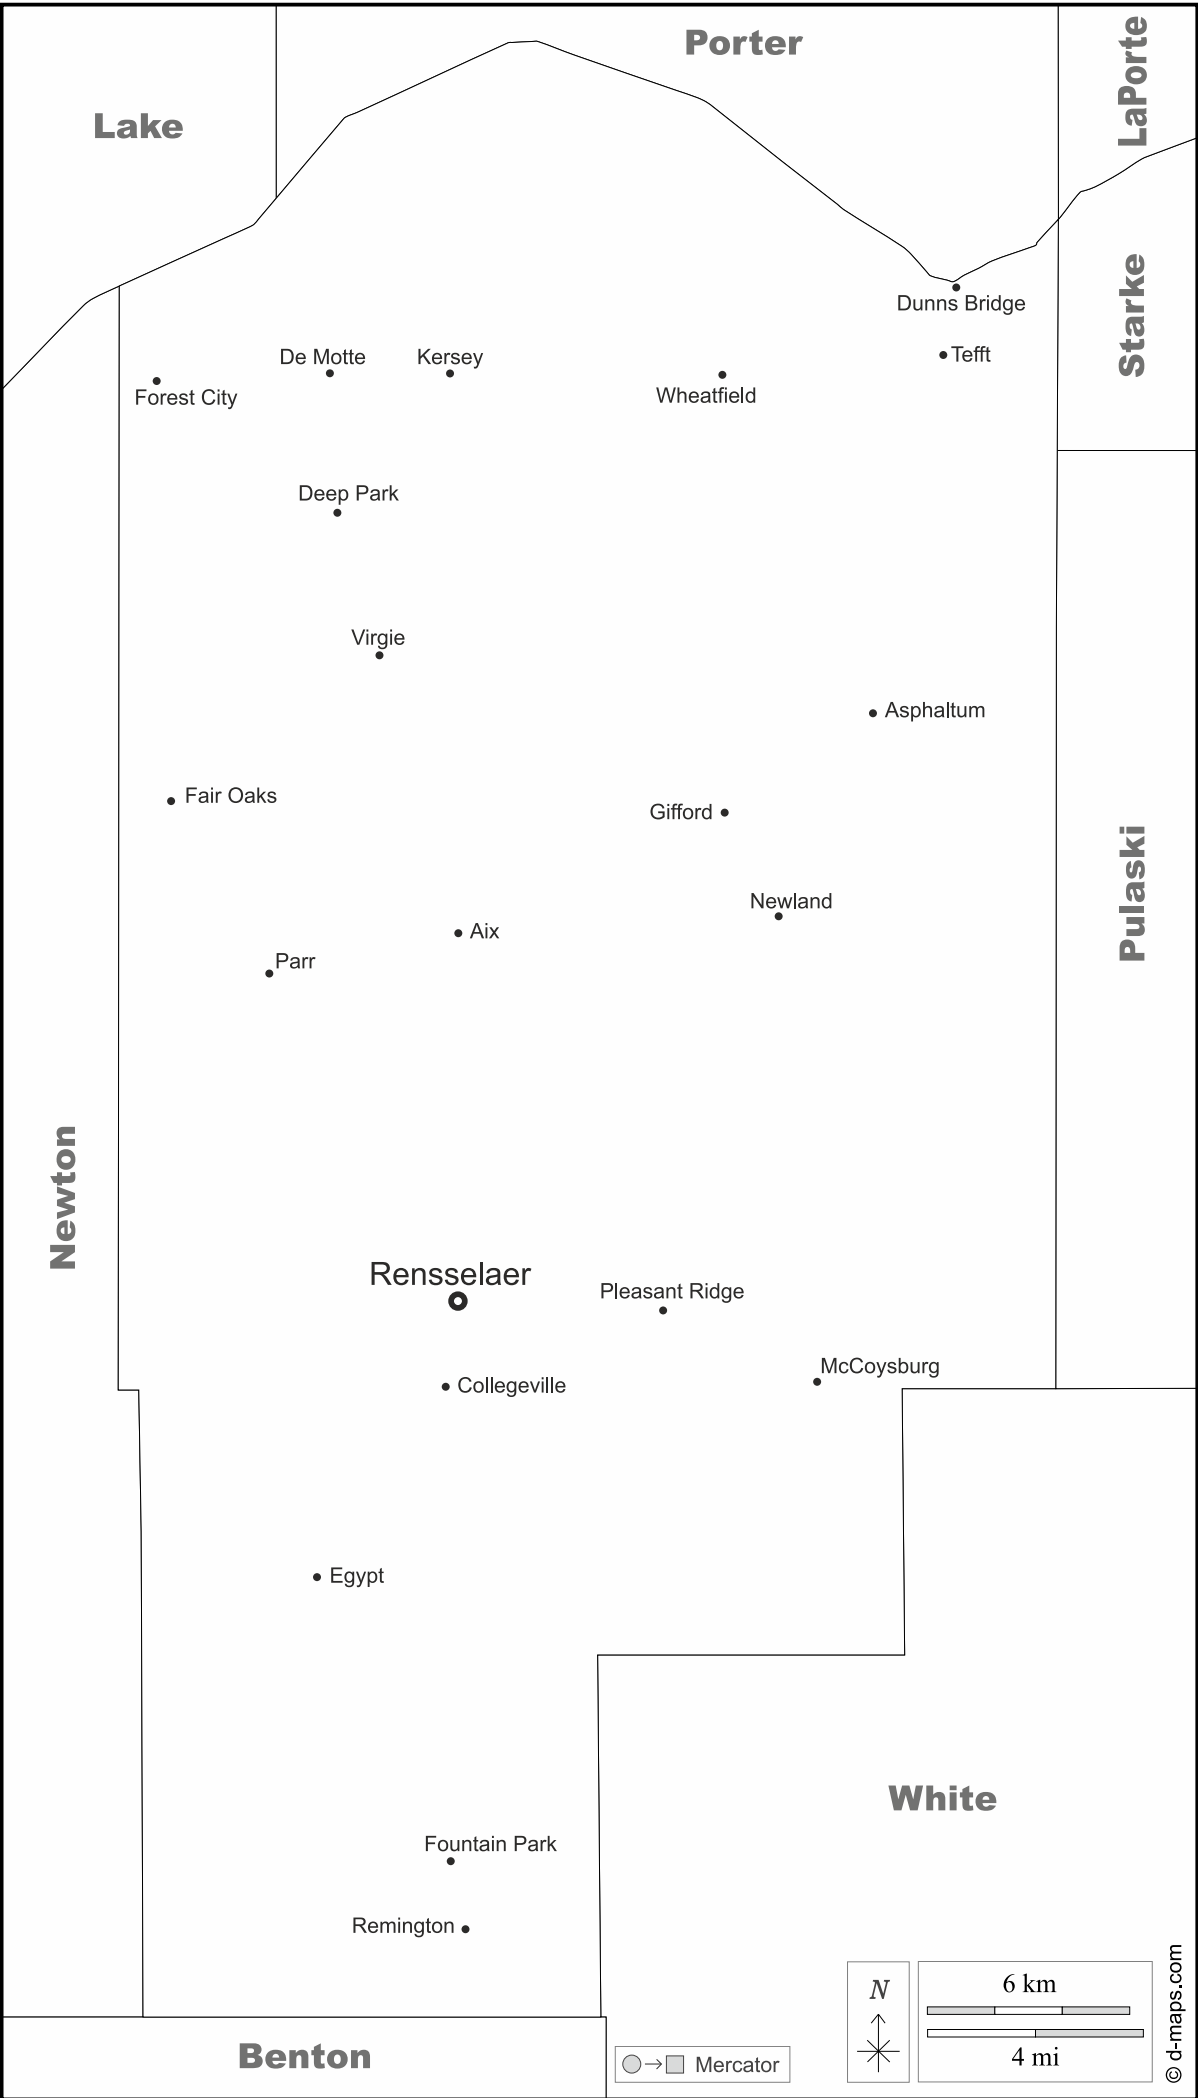 Porter
LaPorte
Lake
Starke
Dunns Bridge
De Motte
Kersey
Tefft
Forest City
Wheatfield
Deep Park
Virgie
Asphaltum
Fair Oaks
Gifford
Pulaski
Newland
Aix
Parr
Newton
Rensselaer
Pleasant Ridge
McCoysburg
Collegeville
Egypt
White
Fountain Park
Remington
N
6 km
4 mi
© d-maps.com
Benton
Mercator